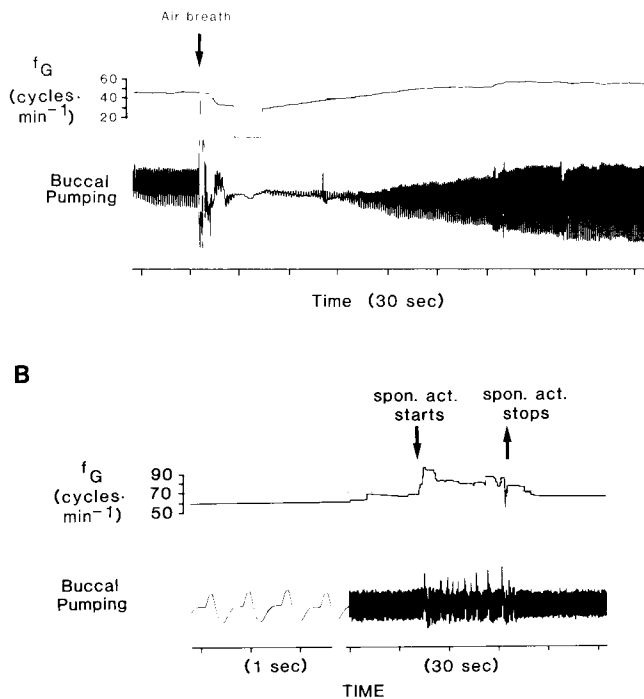 Air breath
f_G
(cycles·
min⁻¹)
60
40
20
Buccal
Pumping
Time (30 sec)
B
spon. act.
starts
spon. act.
stops
f_G
(cycles·
min⁻¹)
90
70
50
Buccal
Pumping
(1 sec)
(30 sec)
TIME